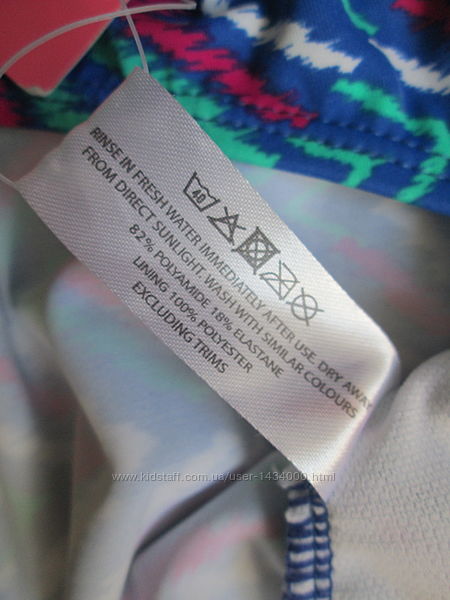 40
RINSE IN FRESH WATER IMMEDIATELY AFTER USE. DRY AWAY
FROM DIRECT SUNLIGHT. WASH WITH SIMILAR COLOURS
82% POLYAMIDE 18% ELASTANE
LINING 100% POLYESTER
EXCLUDING TRIMS
www.kidstaff.com.ua/user-1434000.html